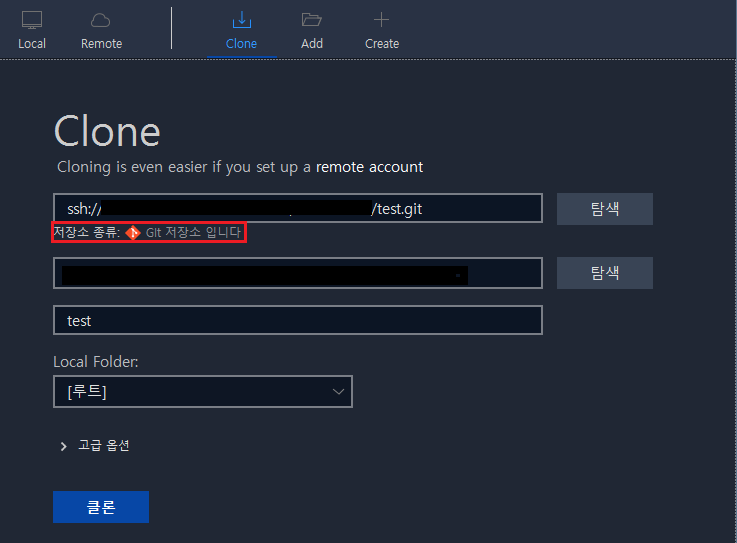 Local Remote Clone Add Create
Clone
Cloning is even easier if you set up a remote account
ssh:// /test.git 탐색
저장소 종류: Git 저장소 입니다
탐색
test
Local Folder:
[루트]
고급 옵션
클론